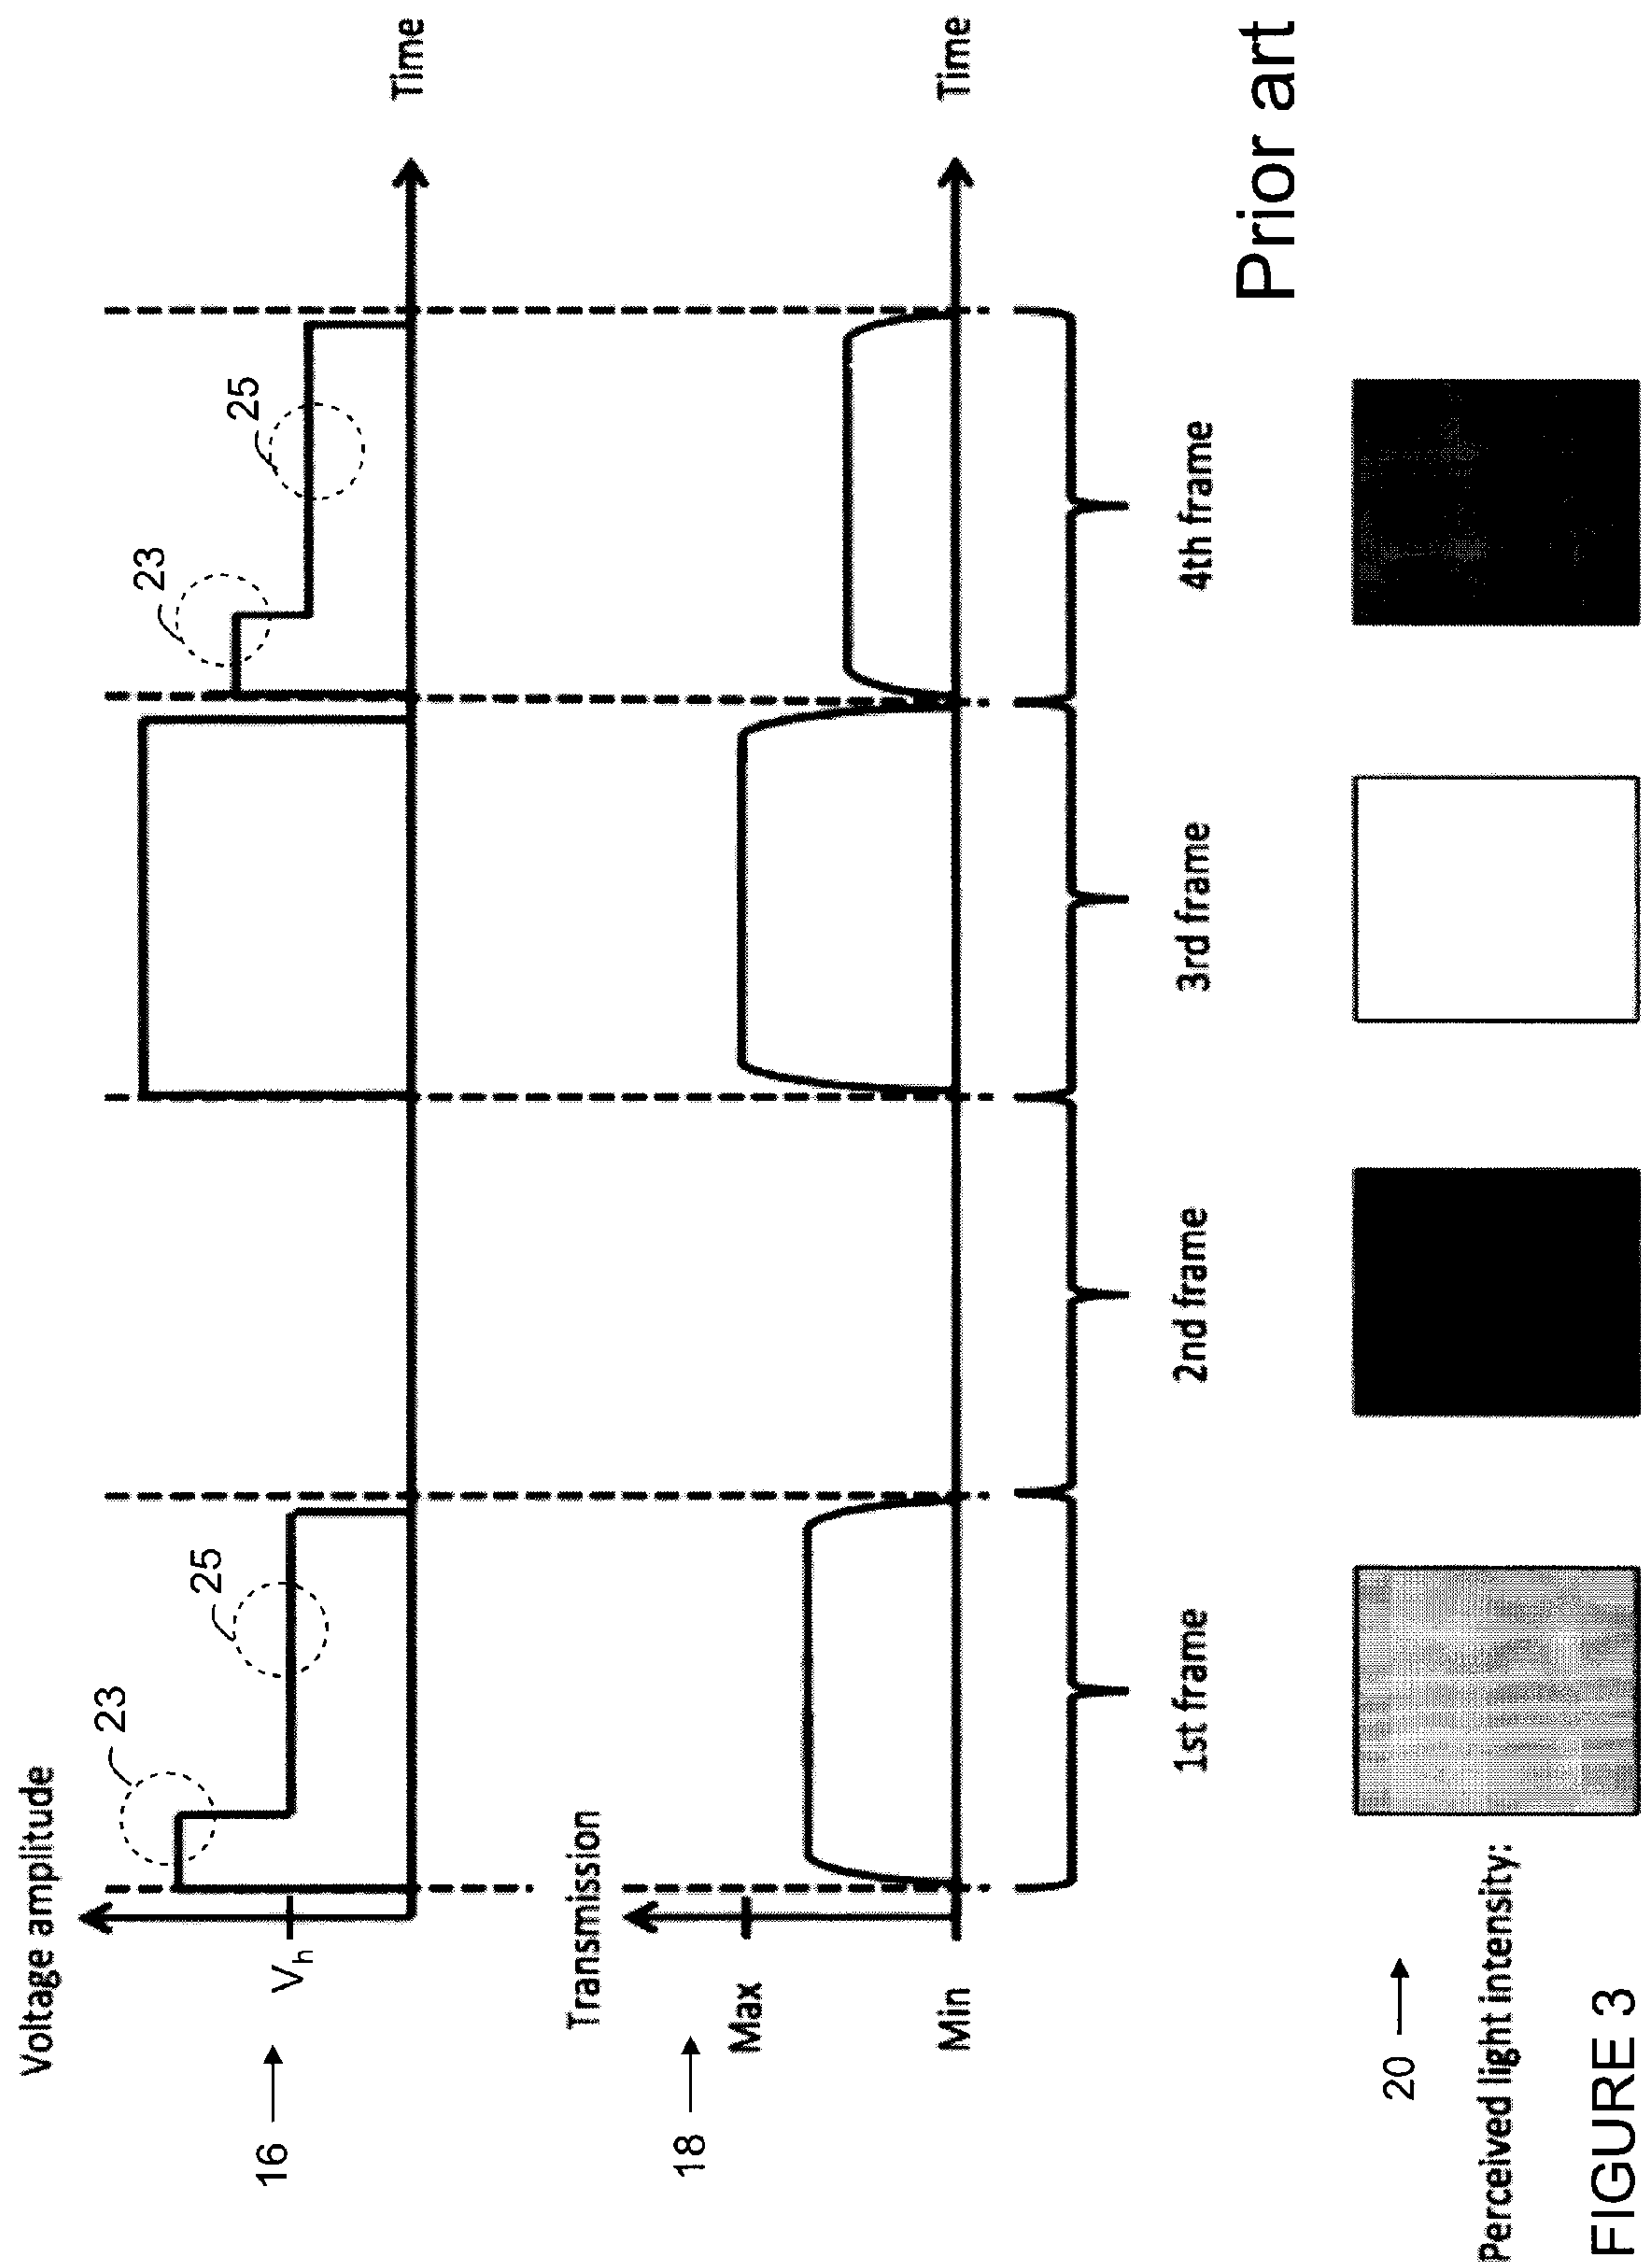 Voltage amplitude
23
25
23
25
16
Vh
Time
Transmission
18
Max
Min
Time
1st frame
2nd frame
3rd frame
4th frame
Prior art
20
Perceived light intensity:
FIGURE 3